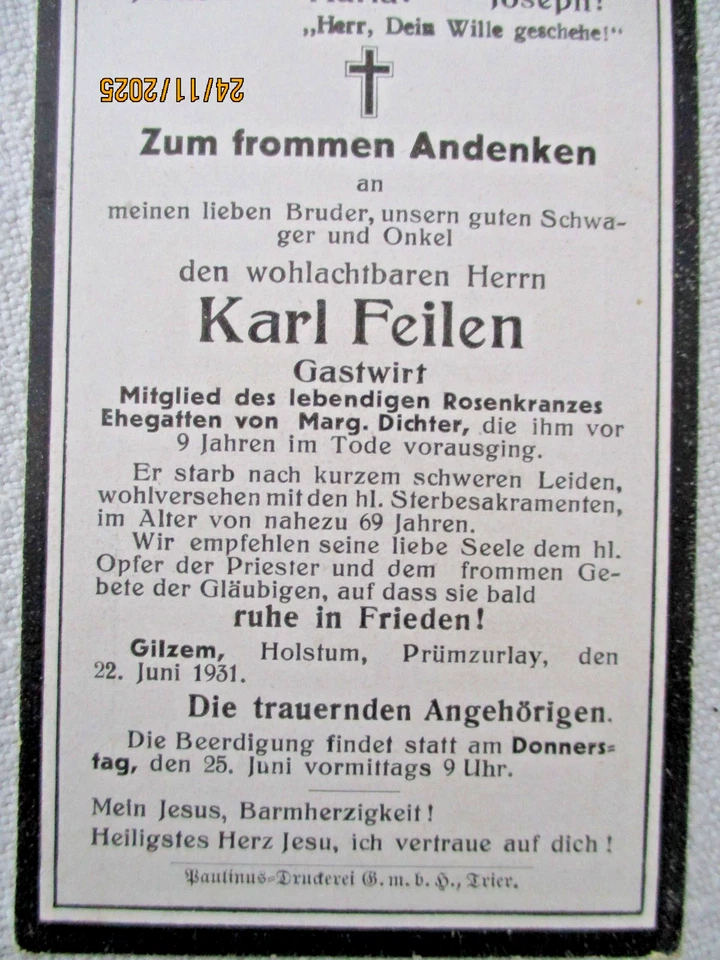 Joseph!
„Herr, Dein Wille geschehe!“
24/11/2025
Zum frommen Andenken
an
meinen lieben Bruder, unsern guten Schwa-
ger und Onkel
den wohlachtbaren Herrn
Karl Feilen
Gastwirt
Mitglied des lebendigen Rosenkranzes
Ehegatten von Marg. Dichter, die ihm vor
9 Jahren im Tode vorausging.
Er starb nach kurzem schweren Leiden,
wohlversehen mit den hl. Sterbesakramenten,
im Alter von nahezu 69 Jahren.
Wir empfehlen seine liebe Seele dem hl.
Opfer der Priester und dem frommen Ge-
bete der Gläubigen, auf dass sie bald
ruhe in Frieden!
Gilzem, Holstum, Prümzurlay, den
22. Juni 1931.
Die trauernden Angehörigen.
Die Beerdigung findet statt am Donners-
tag, den 25. Juni vormittags 9 Uhr.
Mein Jesus, Barmherzigkeit!
Heiligstes Herz Jesu, ich vertraue auf dich!
Paulinus-Druckerei G. m. b. H., Trier.